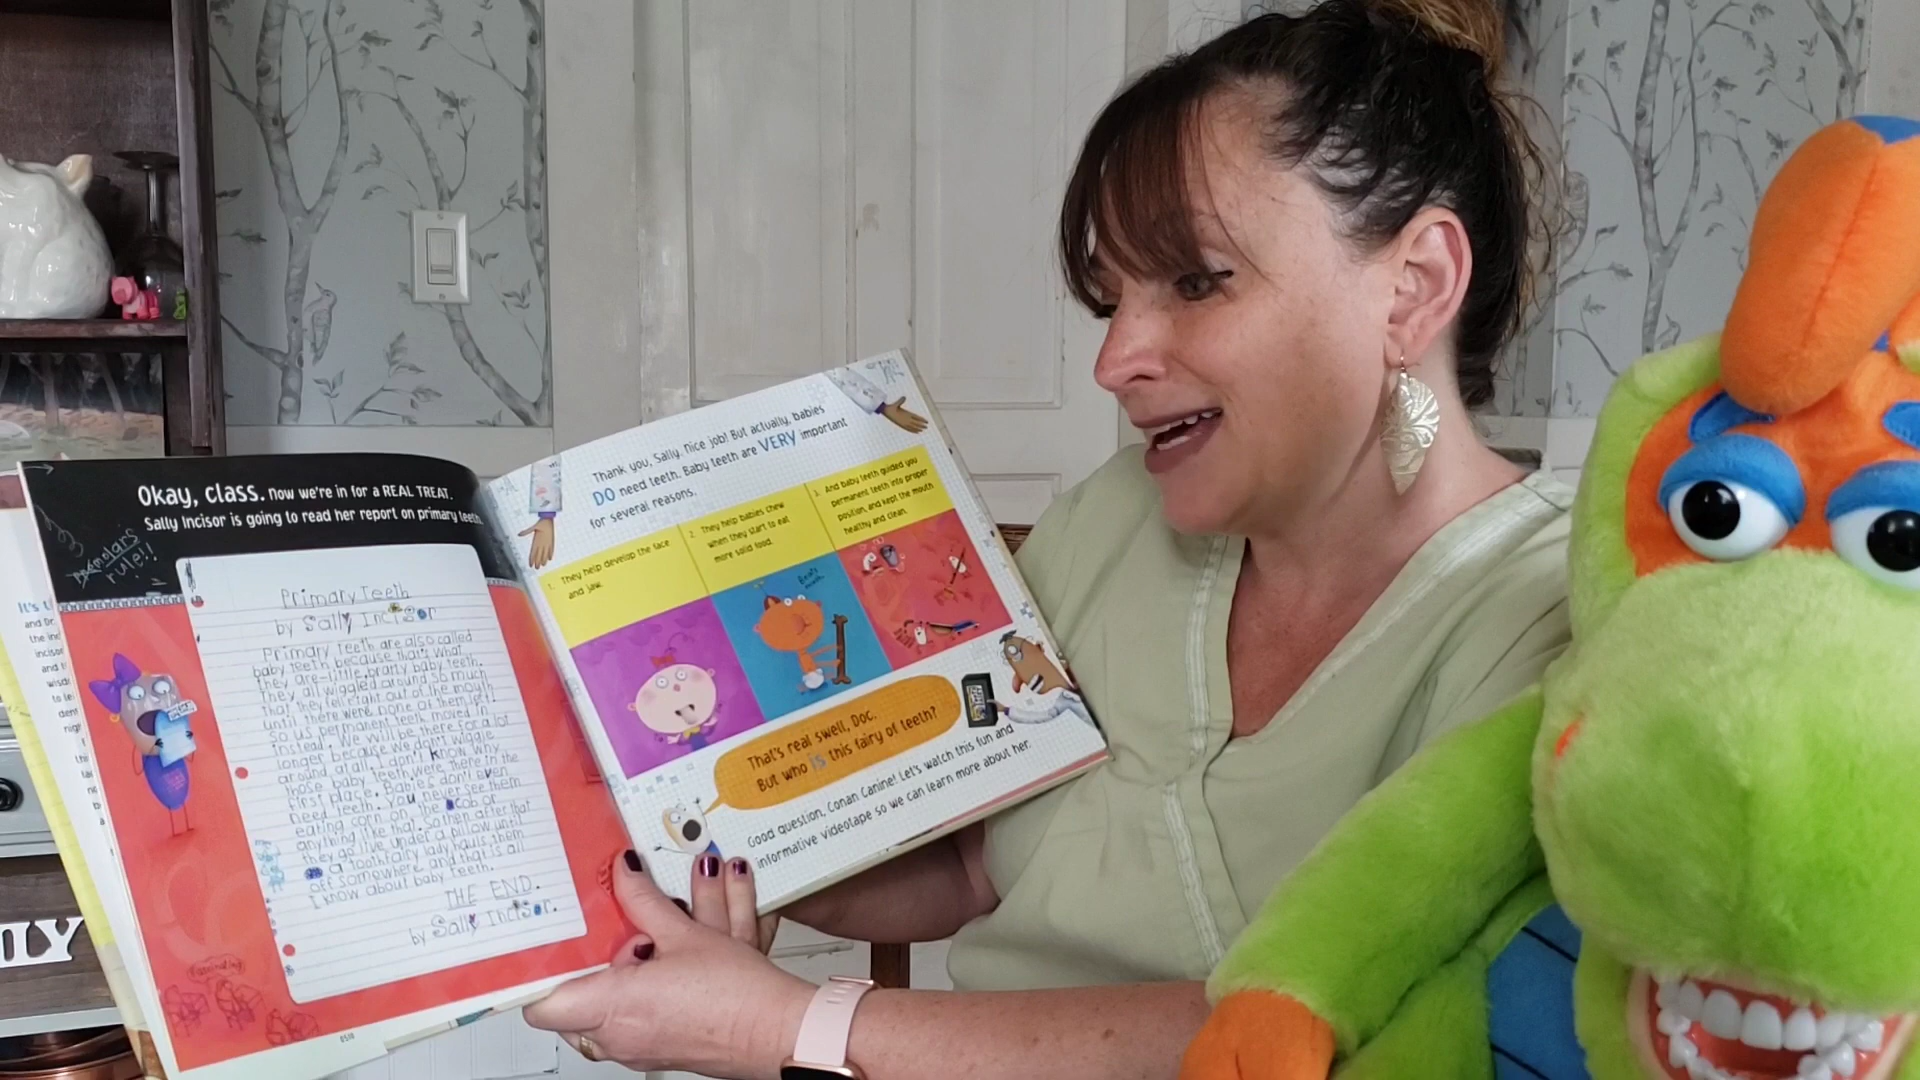 Okay, class. now we're in for a REAL TREAT.
Sally Incisor is going to read her report on primary teeth.
premolars
rule!!
Primary Teeth
by Sally Incisor
Primary teeth are also called
baby teeth because that's what
they are-little, bratty baby teeth.
They all wiggled around so much
that they fell right out of the mouth
until there were none of them left
so us permanent teeth moved in
instead. We will be there for a lot
longer because we don't wiggle
around at all. I don't know why
those baby teeth were there in the
first place. Babies don't even
need teeth. You never see them
eating corn on the cob or
anything like that. So then after that
they go live under a pillow until
a toothfairy lady hauls them
off somewhere, and that is all
I know about baby teeth.
THE END.
by Sally Incisor.
Fascinating
Thank you, Sally. nice job! But actually, babies
DO need teeth. Baby teeth are VERY important
for several reasons.
1. They help develop the face
and jaw.
2. They help babies chew
when they start to eat
more solid food.
3. And baby teeth guided you
permanent teeth into proper
position, and kept the mouth
healthy and clean.
That's real swell, Doc.
But who is this fairy of teeth?
Good question, Conan Canine! Let's watch this fun and
informative videotape so we can learn more about her.